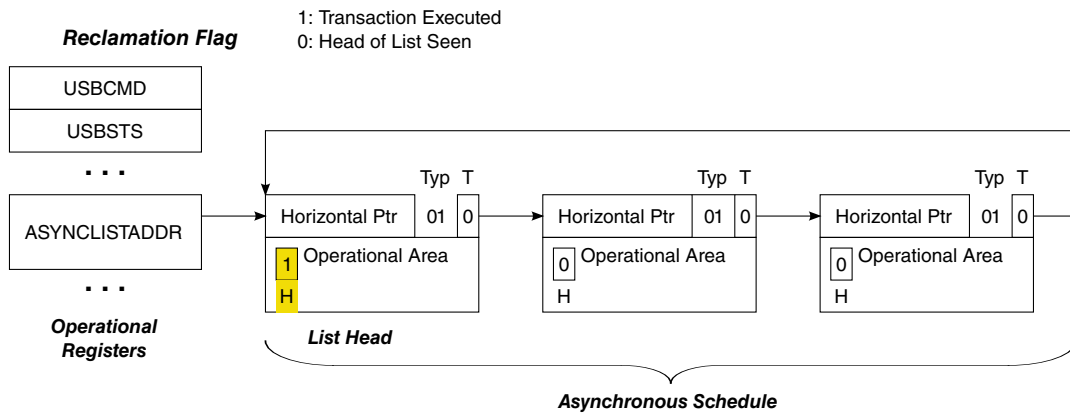 1: Transaction Executed
Reclamation Flag
0: Head of List Seen
USBCMD
USBSTS
. . .
Typ T Typ T Typ T
ASYNCLISTADDR
Horizontal Ptr 01 0 Horizontal Ptr 01 0 Horizontal Ptr 01 0
1 Operational Area 0 Operational Area 0 Operational Area
H H H
. . .
Operational
Registers
List Head
Asynchronous Schedule